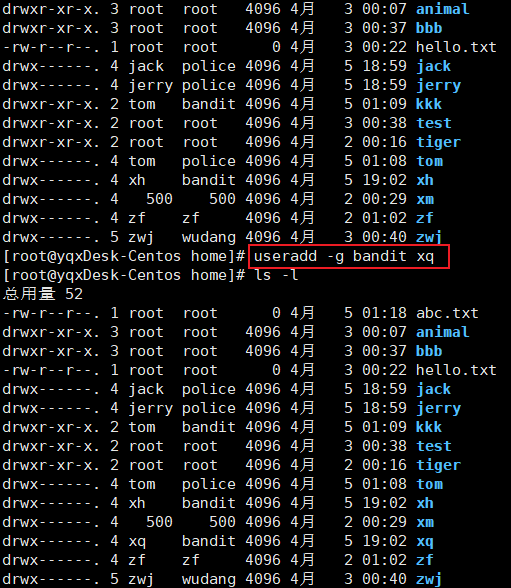 drwxr-xr-x. 3 root  root   4096 4月   3 00:07 animal
drwxr-xr-x. 3 root  root   4096 4月   3 00:37 bbb
-rw-r--r--. 1 root  root      0 4月   3 00:22 hello.txt
drwx------. 4 jack  police 4096 4月   5 18:59 jack
drwx------. 4 jerry police 4096 4月   5 18:59 jerry
drwxr-xr-x. 2 tom   bandit 4096 4月   5 01:09 kkk
drwxr-xr-x. 2 root  root   4096 4月   3 00:38 test
drwxr-xr-x. 2 root  root   4096 4月   2 00:16 tiger
drwx------. 4 tom   police 4096 4月   5 01:08 tom
drwx------. 4 xh    bandit 4096 4月   5 19:02 xh
drwx------. 4   500    500 4096 4月   2 00:29 xm
drwx------. 4 zf    zf     4096 4月   2 01:02 zf
drwx------. 5 zwj   wudang 4096 4月   3 00:40 zwj
[root@yqxDesk-Centos home]# useradd -g bandit xq
[root@yqxDesk-Centos home]# ls -l
总用量 52
-rw-r--r--. 1 root  root      0 4月   5 01:18 abc.txt
drwxr-xr-x. 3 root  root   4096 4月   3 00:07 animal
drwxr-xr-x. 3 root  root   4096 4月   3 00:37 bbb
-rw-r--r--. 1 root  root      0 4月   3 00:22 hello.txt
drwx------. 4 jack  police 4096 4月   5 18:59 jack
drwx------. 4 jerry police 4096 4月   5 18:59 jerry
drwxr-xr-x. 2 tom   bandit 4096 4月   5 01:09 kkk
drwxr-xr-x. 2 root  root   4096 4月   3 00:38 test
drwxr-xr-x. 2 root  root   4096 4月   2 00:16 tiger
drwx------. 4 tom   police 4096 4月   5 01:08 tom
drwx------. 4 xh    bandit 4096 4月   5 19:02 xh
drwx------. 4   500    500 4096 4月   2 00:29 xm
drwx------. 4 xq    bandit 4096 4月   5 19:02 xq
drwx------. 4 zf    zf     4096 4月   2 01:02 zf
drwx------. 5 zwj   wudang 4096 4月   3 00:40 zwj